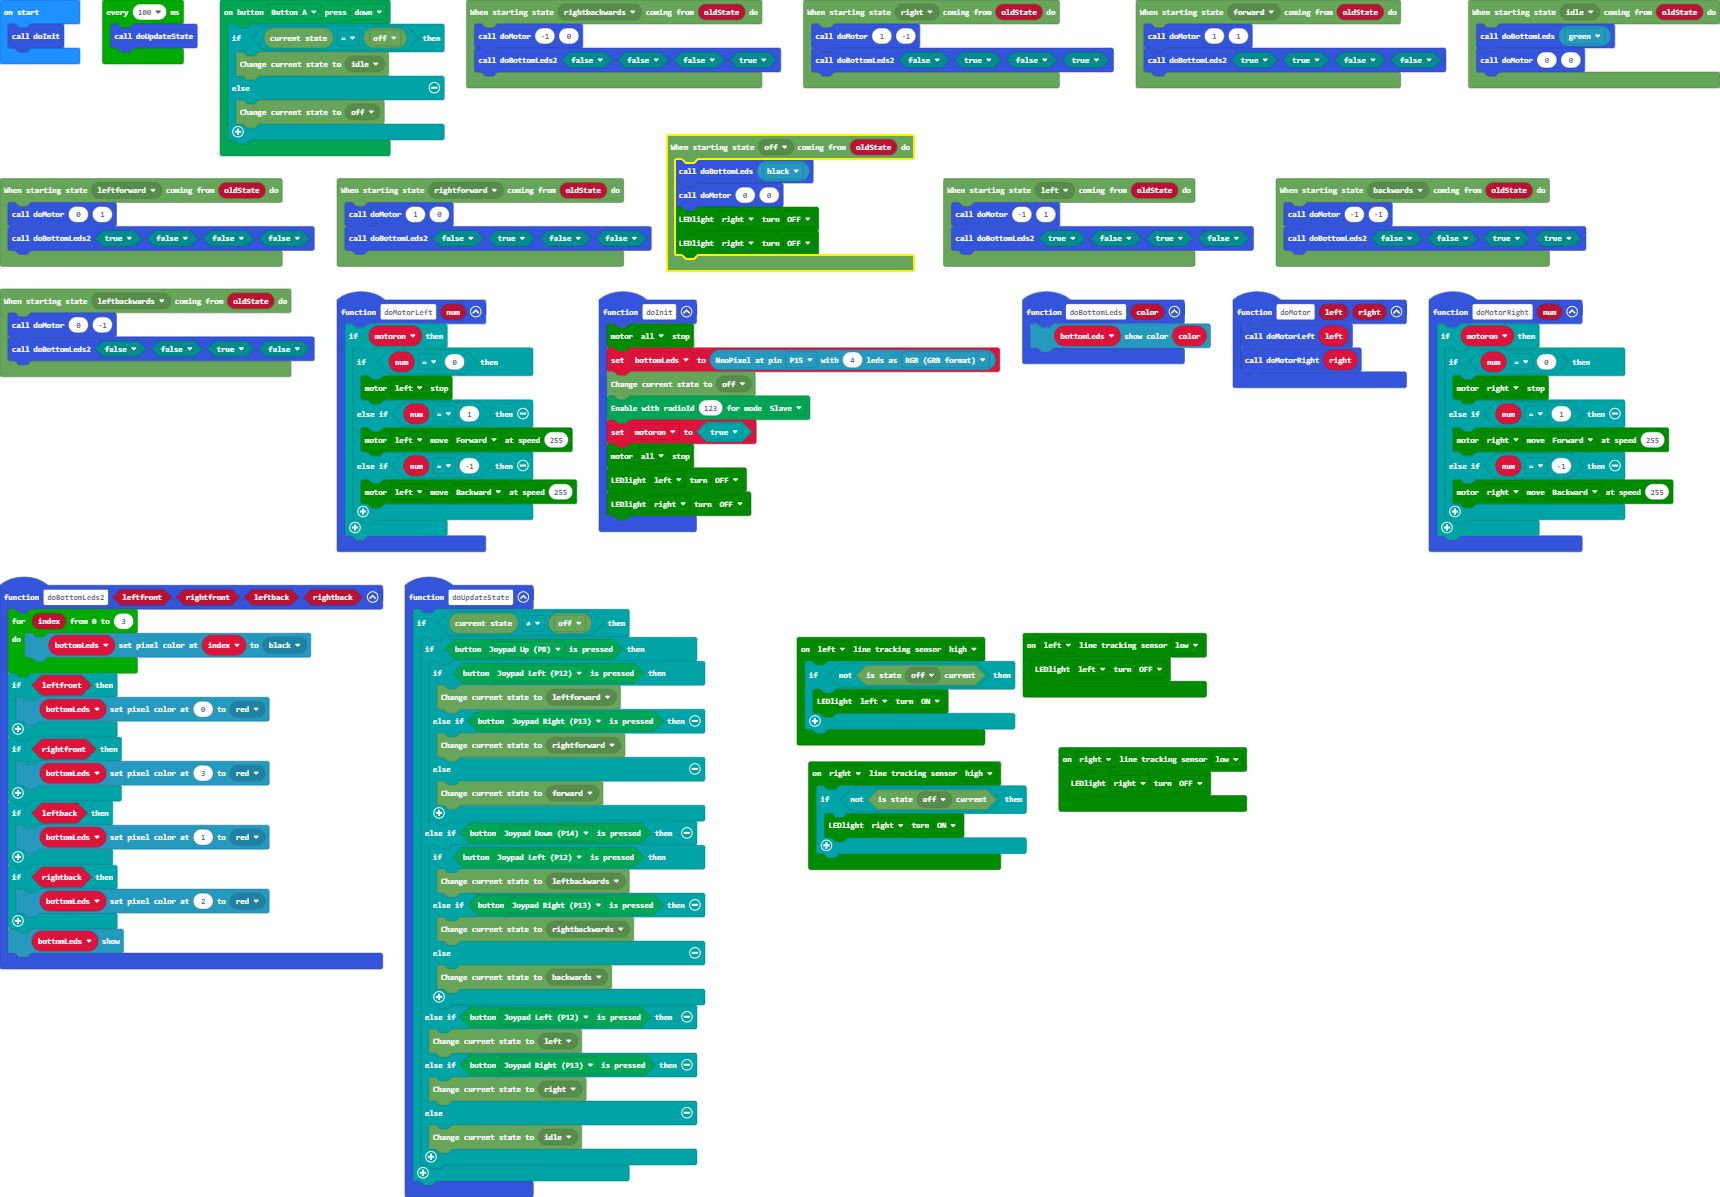 on start
call doInit
every 100 ms
call doUpdateState
on button Button A press down
if current state = off then
Change current state to idle
else
Change current state to off
When starting state rightbackwards coming from oldState do
call doMotor -1 0
call doBottomLeds2 false false false true
When starting state right coming from oldState do
call doMotor 1 -1
call doBottomLeds2 false true false true
When starting state forward coming from oldState do
call doMotor 1 1
call doBottomLeds2 true true false false
When starting state idle coming from oldState do
call doBottomLeds green
call doMotor 0 0
When starting state leftforward coming from oldState do
call doMotor 0 1
call doBottomLeds2 true false false false
When starting state rightforward coming from oldState do
call doMotor 1 0
call doBottomLeds2 false true false false
When starting state off coming from oldState do
call doBottomLeds black
call doMotor 0 0
LEDlight right turn OFF
LEDlight right turn OFF
When starting state left coming from oldState do
call doMotor -1 1
call doBottomLeds2 true false true false
When starting state backwards coming from oldState do
call doMotor -1 -1
call doBottomLeds2 false false true true
When starting state leftbackwards coming from oldState do
call doMotor 0 -1
call doBottomLeds2 false false true false
function doMotorLeft num
if motoron then
if num = 0 then
motor left stop
else if num = 1 then
motor left move Forward at speed 255
else if num = -1 then
motor left move Backward at speed 255
function doInit
motor all stop
set bottomLeds to NeoPixel at pin P15 with 4 leds as RGB (GRB format)
Change current state to off
Enable with radioId 123 for mode Slave
set motoron to true
motor all stop
LEDlight left turn OFF
LEDlight right turn OFF
function doBottomLeds color
bottomLeds show color color
function doMotor left right
call doMotorLeft left
call doMotorRight right
function doMotorRight num
if motoron then
if num = 0 then
motor right stop
else if num = 1 then
motor right move Forward at speed 255
else if num = -1 then
motor right move Backward at speed 255
function doBottomLeds2 leftfront rightfront leftback rightback
for index from 0 to 3
do bottomLeds set pixel color at index to black
if leftfront then
bottomLeds set pixel color at 0 to red
if rightfront then
bottomLeds set pixel color at 3 to red
if leftback then
bottomLeds set pixel color at 1 to red
if rightback then
bottomLeds set pixel color at 2 to red
bottomLeds show
function doUpdateState
if current state ≠ off then
if button Joypad Up (P8) is pressed then
if button Joypad Left (P12) is pressed then
Change current state to leftforward
else if button Joypad Right (P13) is pressed then
Change current state to rightforward
else
Change current state to forward
else if button Joypad Down (P14) is pressed then
if button Joypad Left (P12) is pressed then
Change current state to leftbackwards
else if button Joypad Right (P13) is pressed then
Change current state to rightbackwards
else
Change current state to backwards
else if button Joypad Left (P12) is pressed then
Change current state to left
else if button Joypad Right (P13) is pressed then
Change current state to right
else
Change current state to idle
on left line tracking sensor high
if not is state off current then
LEDlight left turn ON
on left line tracking sensor low
LEDlight left turn OFF
on right line tracking sensor high
if not is state off current then
LEDlight right turn ON
on right line tracking sensor low
LEDlight right turn OFF